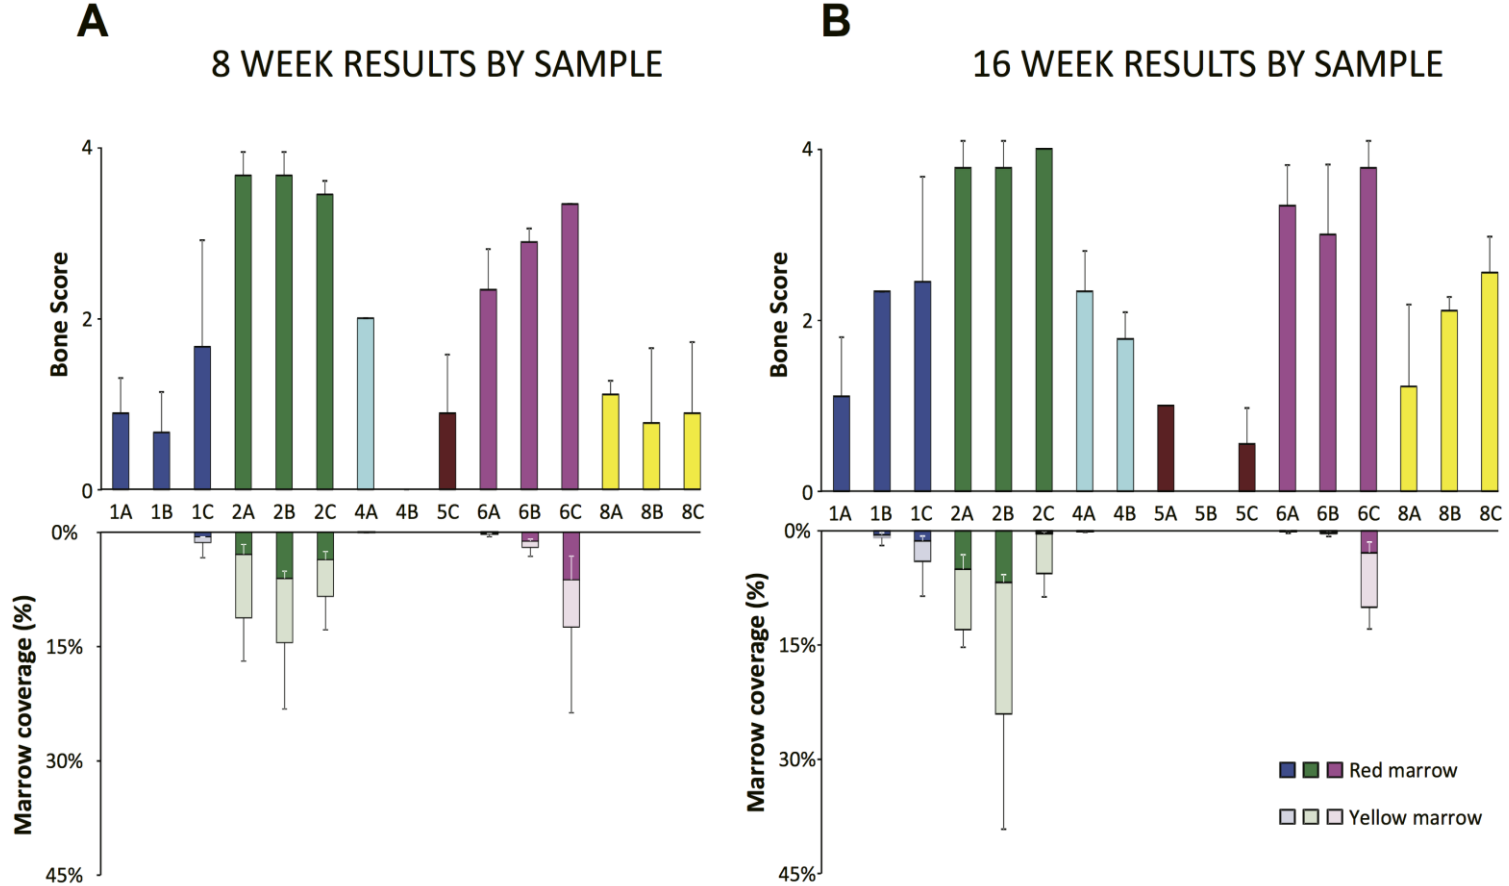 A
8 WEEK RESULTS BY SAMPLE
4
2
0
Bone Score
1A 1B 1C 2A 2B 2C 4A 4B 5C 6A 6B 6C 8A 8B 8C
0%
15%
30%
45%
Marrow coverage (%)
B
16 WEEK RESULTS BY SAMPLE
4
2
0
Bone Score
1A 1B 1C 2A 2B 2C 4A 4B 5A 5B 5C 6A 6B 6C 8A 8B 8C
0%
15%
30%
45%
Marrow coverage (%)
Red marrow
Yellow marrow